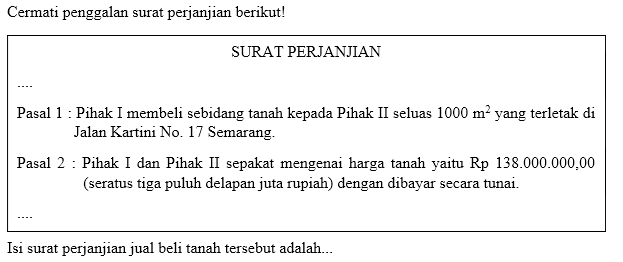 Cermati penggalan surat perjanjian berikut!
SURAT PERJANJIAN
....
Pasal 1 : Pihak I membeli sebidang tanah kepada Pihak II seluas 1000 m² yang terletak di
Jalan Kartini No. 17 Semarang.
Pasal 2 : Pihak I dan Pihak II sepakat mengenai harga tanah yaitu Rp 138.000.000,00
(seratus tiga puluh delapan juta rupiah) dengan dibayar secara tunai.
....
Isi surat perjanjian jual beli tanah tersebut adalah...